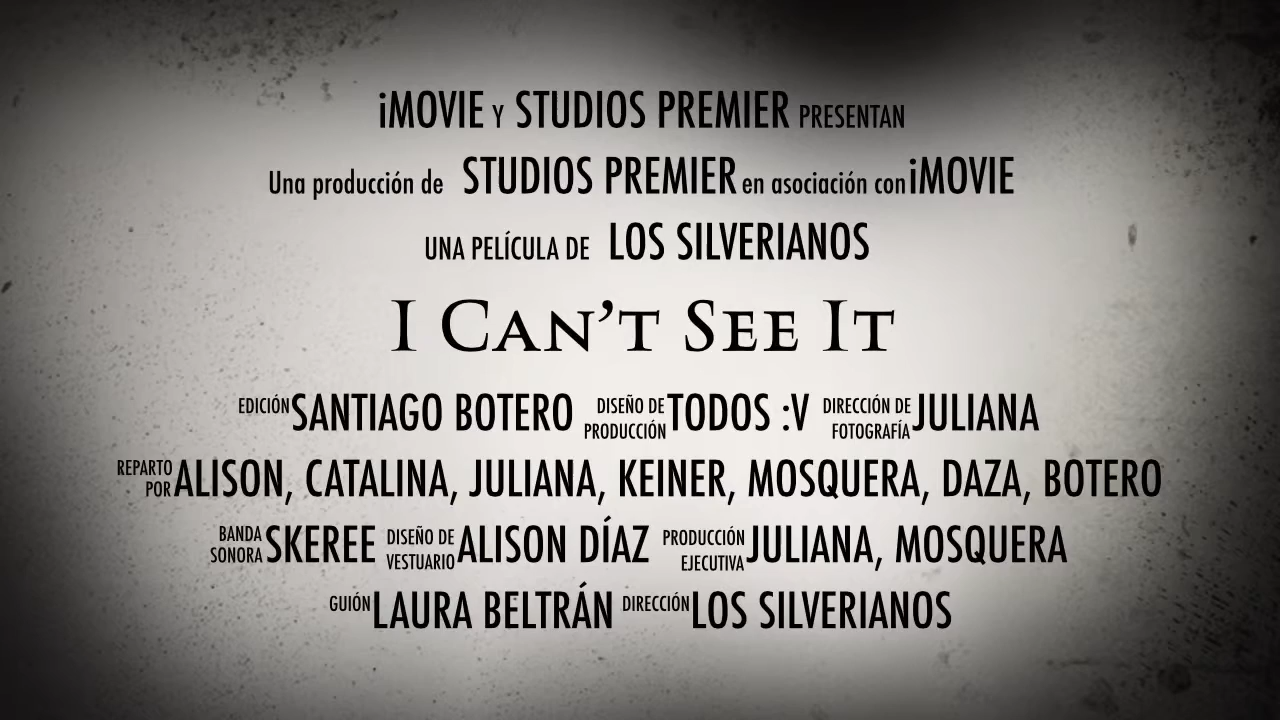 iMOVIE Y STUDIOS PREMIER PRESENTAN
Una producción de STUDIOS PREMIER en asociación con iMOVIE
UNA PELÍCULA DE LOS SILVERIANOS
I CAN'T SEE IT
EDICIÓN SANTIAGO BOTERO DISEÑO DE PRODUCCIÓN TODOS :V DIRECCIÓN DE FOTOGRAFÍA JULIANA
REPARTO POR ALISON, CATALINA, JULIANA, KEINER, MOSQUERA, DAZA, BOTERO
BANDA SONORA SKEREE DISEÑO DE VESTUARIO ALISON DÍAZ PRODUCCIÓN EJECUTIVA JULIANA, MOSQUERA
GUIÓN LAURA BELTRÁN DIRECCIÓN LOS SILVERIANOS